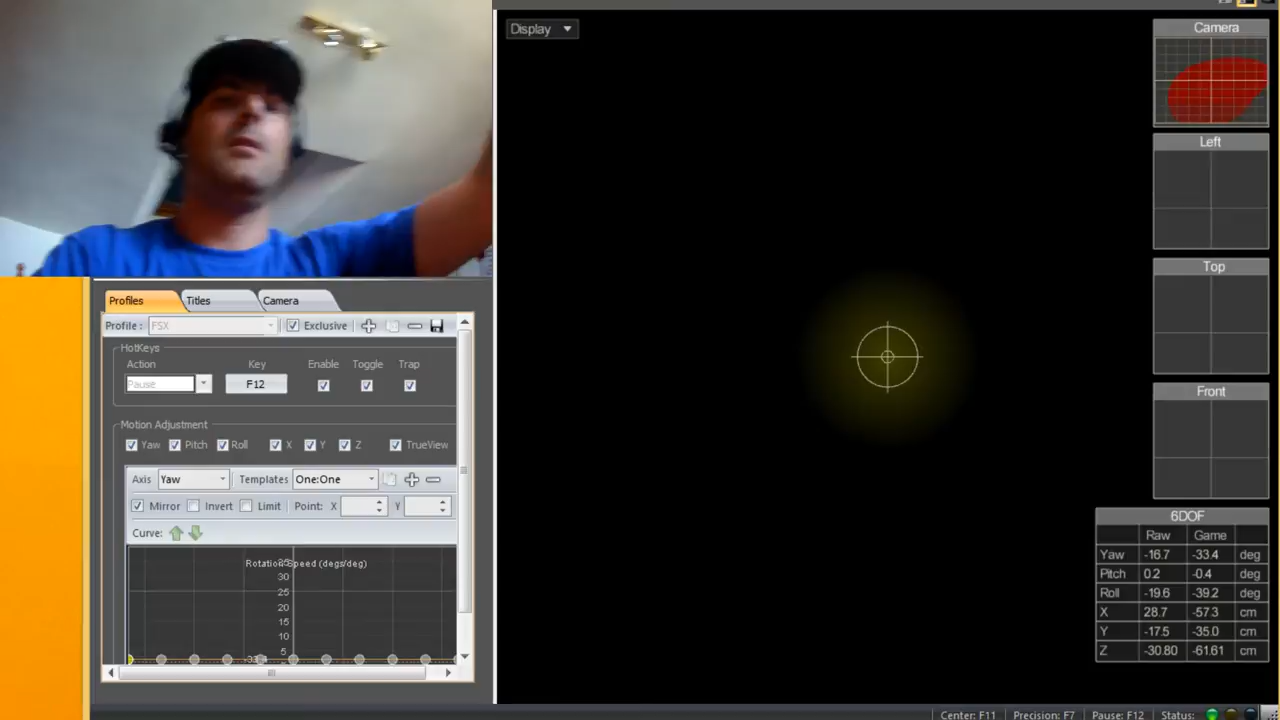 Display
Camera
Left
Top
Front
Profiles Titles Camera
Profile : FSX Exclusive
HotKeys
Action Key Enable Toggle Trap
Pause F12
Motion Adjustment
Yaw Pitch Roll X Y Z TrueView
Axis Yaw Templates One:One
Mirror Invert Limit Point: X Y
Curve:
Rotation Speed (degs/deg)
30
25
20
15
10
5
6DOF
Raw Game
Yaw -16.7 -33.4 deg
Pitch 0.2 -0.4 deg
Roll -19.6 -39.2 deg
X 28.7 -57.3 cm
Y -17.5 -35.0 cm
Z -30.80 -61.61 cm
Center: F11 Precision: F7 Pause: F12 Status: